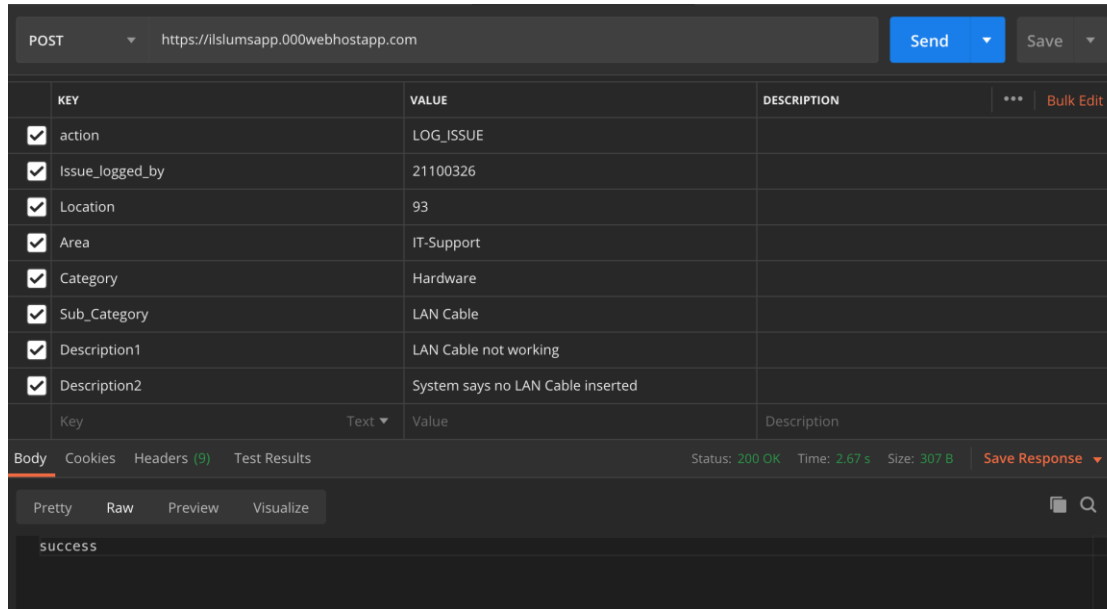 POST https://ilslumsapp.000webhostapp.com Send Save
KEY VALUE DESCRIPTION ••• Bulk Edit
action LOG_ISSUE
Issue_logged_by 21100326
Location 93
Area IT-Support
Category Hardware
Sub_Category LAN Cable
Description1 LAN Cable not working
Description2 System says no LAN Cable inserted
Key Text Value Description
Body Cookies Headers (9) Test Results Status: 200 OK Time: 2.67 s Size: 307 B Save Response
Pretty Raw Preview Visualize
success